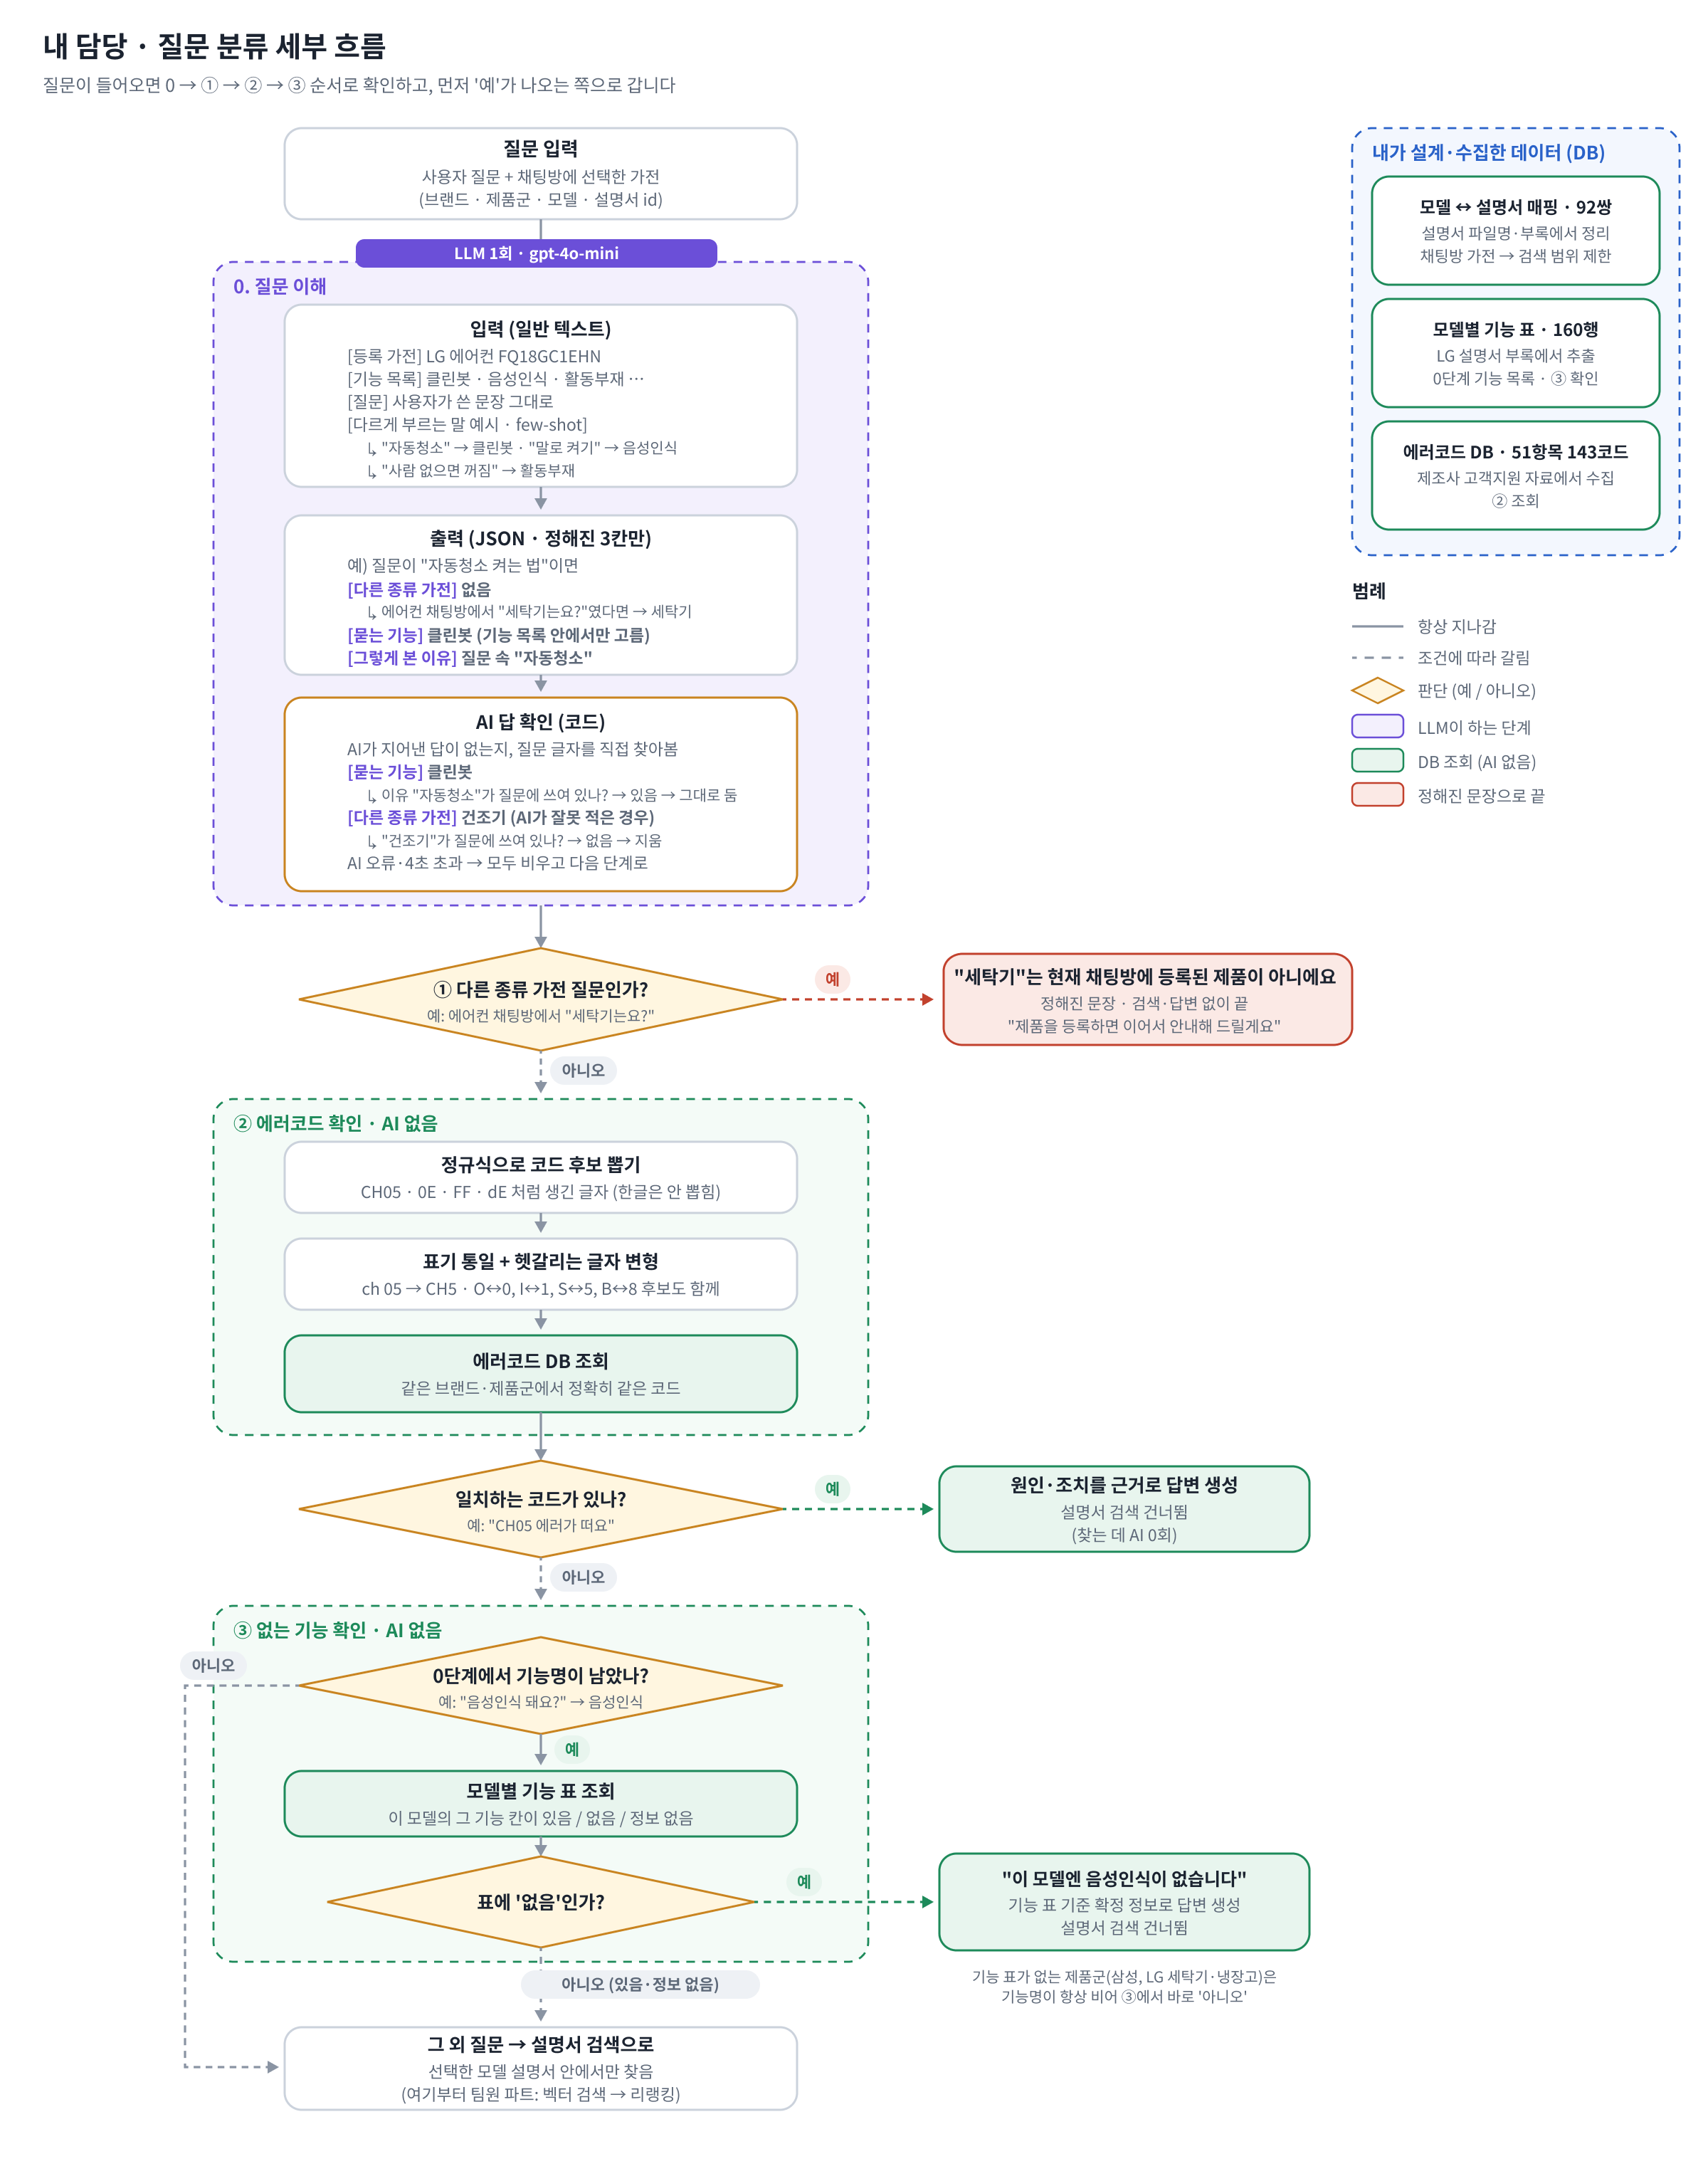 내 담당 · 질문 분류 세부 흐름
질문이 들어오면 0 → ① → ② → ③ 순서로 확인하고, 먼저 '예'가 나오는 쪽으로 갑니다
질문 입력
사용자 질문 + 채팅방에 선택한 가전
(브랜드 · 제품군 · 모델 · 설명서 id)
LLM 1회 · gpt-4o-mini
0. 질문 이해
입력 (일반 텍스트)
[등록 가전] LG 에어컨 FQ18GC1EHN
[기능 목록] 클린봇 · 음성인식 · 활동부재 …
[질문] 사용자가 쓴 문장 그대로
[다르게 부르는 말 예시 · few-shot]
↳ "자동청소" → 클린봇 · "말로 켜기" → 음성인식
↳ "사람 없으면 꺼짐" → 활동부재
출력 (JSON · 정해진 3칸만)
예) 질문이 "자동청소 켜는 법"이면
[다른 종류 가전] 없음
↳ 에어컨 채팅방에서 "세탁기는요?"였다면 → 세탁기
[묻는 기능] 클린봇 (기능 목록 안에서만 고름)
[그렇게 본 이유] 질문 속 "자동청소"
AI 답 확인 (코드)
AI가 지어낸 답이 없는지, 질문 글자를 직접 찾아봄
[묻는 기능] 클린봇
↳ 이유 "자동청소"가 질문에 쓰여 있나? → 있음 → 그대로 둠
[다른 종류 가전] 건조기 (AI가 잘못 적은 경우)
↳ "건조기"가 질문에 쓰여 있나? → 없음 → 지움
AI 오류·4초 초과 → 모두 비우고 다음 단계로
① 다른 종류 가전 질문인가?
예: 에어컨 채팅방에서 "세탁기는요?"
예
"세탁기"는 현재 채팅방에 등록된 제품이 아니에요
정해진 문장 · 검색·답변 없이 끝
"제품을 등록하면 이어서 안내해 드릴게요"
아니오
② 에러코드 확인 · AI 없음
정규식으로 코드 후보 뽑기
CH05 · 0E · FF · dE 처럼 생긴 글자 (한글은 안 뽑힘)
표기 통일 + 헷갈리는 글자 변형
ch 05 → CH5 · O↔0, I↔1, S↔5, B↔8 후보도 함께
에러코드 DB 조회
같은 브랜드·제품군에서 정확히 같은 코드
일치하는 코드가 있나?
예: "CH05 에러가 떠요"
예
원인·조치를 근거로 답변 생성
설명서 검색 건너뜀
(찾는 데 AI 0회)
아니오
③ 없는 기능 확인 · AI 없음
아니오
0단계에서 기능명이 남았나?
예: "음성인식 돼요?" → 음성인식
예
모델별 기능 표 조회
이 모델의 그 기능 칸이 있음 / 없음 / 정보 없음
표에 '없음'인가?
예
"이 모델엔 음성인식이 없습니다"
기능 표 기준 확정 정보로 답변 생성
설명서 검색 건너뜀
기능 표가 없는 제품군(삼성, LG 세탁기·냉장고)은
기능명이 항상 비어 ③에서 바로 '아니오'
아니오 (있음·정보 없음)
그 외 질문 → 설명서 검색으로
선택한 모델 설명서 안에서만 찾음
(여기부터 팀원 파트: 벡터 검색 → 리랭킹)
내가 설계·수집한 데이터 (DB)
모델 ↔ 설명서 매핑 · 92쌍
설명서 파일명·부록에서 정리
채팅방 가전 → 검색 범위 제한
모델별 기능 표 · 160행
LG 설명서 부록에서 추출
0단계 기능 목록 · ③ 확인
에러코드 DB · 51항목 143코드
제조사 고객지원 자료에서 수집
② 조회
범례
항상 지나감
조건에 따라 갈림
판단 (예 / 아니오)
LLM이 하는 단계
DB 조회 (AI 없음)
정해진 문장으로 끝